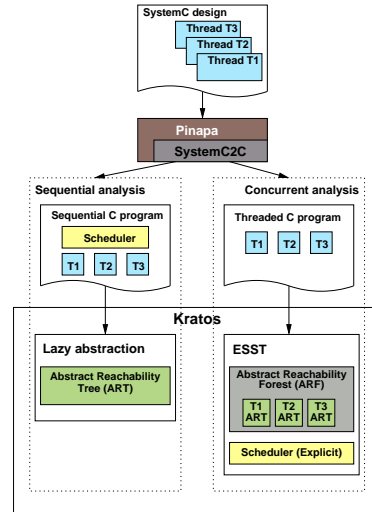 SystemC design
Thread T3
Thread T2
Thread T1
Pinapa
SystemC2C
Sequential analysis
Concurrent analysis
Sequential C program
Scheduler
T1 T2 T3
Threaded C program
T1 T2 T3
Kratos
Lazy abstraction
Abstract Reachability
Tree (ART)
ESST
Abstract Reachability
Forest (ARF)
T1 T2 T3
ART ART ART
Scheduler (Explicit)